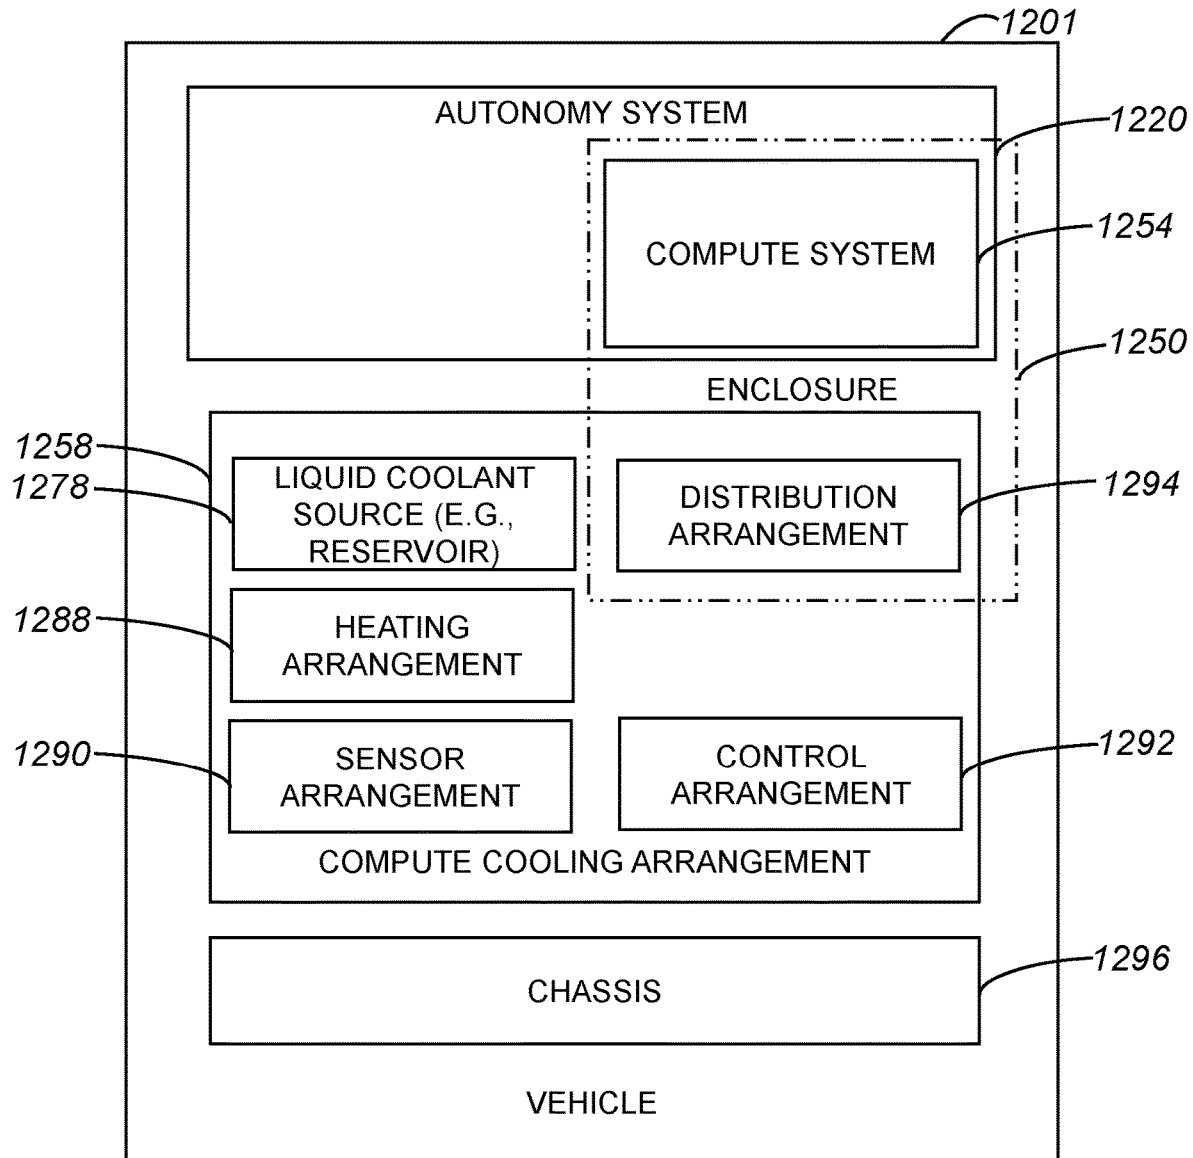 1201
AUTONOMY SYSTEM
1220
COMPUTE SYSTEM
1254
1250
ENCLOSURE
1258
1278
LIQUID COOLANT
SOURCE (E.G.,
RESERVOIR)
DISTRIBUTION
ARRANGEMENT
1294
1288
HEATING
ARRANGEMENT
1290
SENSOR
ARRANGEMENT
CONTROL
ARRANGEMENT
1292
COMPUTE COOLING ARRANGEMENT
CHASSIS
1296
VEHICLE